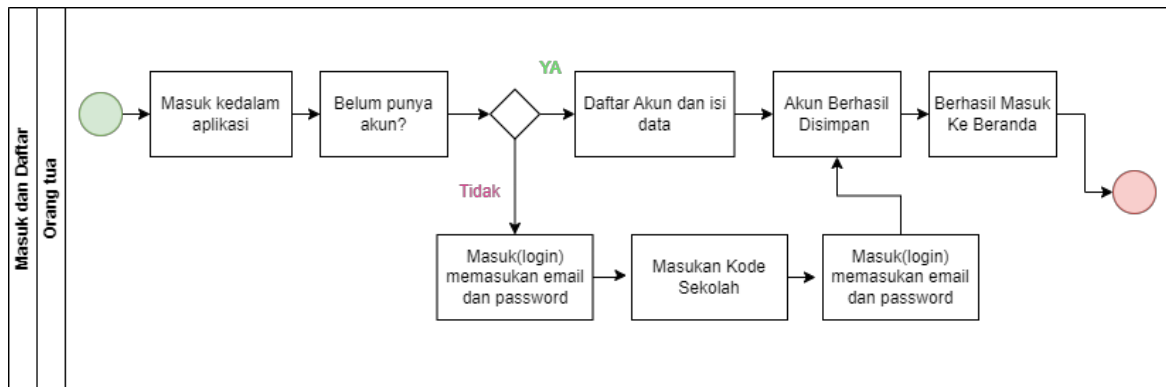 Masuk dan Daftar
Orang tua
Masuk kedalam
aplikasi
Belum punya
akun?
YA
Tidak
Daftar Akun dan isi
data
Akun Berhasil
Disimpan
Berhasil Masuk
Ke Beranda
Masuk(login)
memasukan email
dan password
Masukan Kode
Sekolah
Masuk(login)
memasukan email
dan password